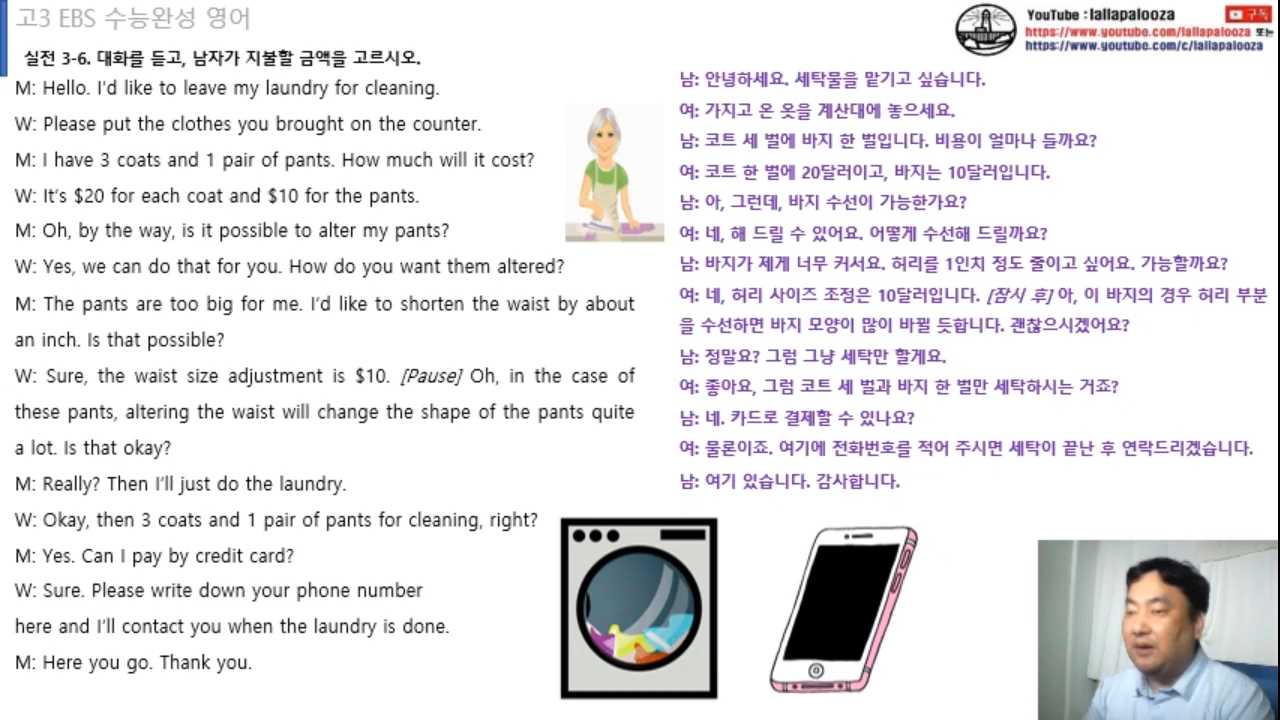 고3 EBS 수능완성 영어
YouTube : lallapalooza
구독
https://www.youtube.com/lallapalooza 또는
https://www.youtube.com/c/lallapalooza
실전 3-6. 대화를 듣고, 남자가 지불할 금액을 고르시오.
M: Hello. I'd like to leave my laundry for cleaning.
W: Please put the clothes you brought on the counter.
M: I have 3 coats and 1 pair of pants. How much will it cost?
W: It's $20 for each coat and $10 for the pants.
M: Oh, by the way, is it possible to alter my pants?
W: Yes, we can do that for you. How do you want them altered?
M: The pants are too big for me. I'd like to shorten the waist by about
an inch. Is that possible?
W: Sure, the waist size adjustment is $10. [Pause] Oh, in the case of
these pants, altering the waist will change the shape of the pants quite
a lot. Is that okay?
M: Really? Then I'll just do the laundry.
W: Okay, then 3 coats and 1 pair of pants for cleaning, right?
M: Yes. Can I pay by credit card?
W: Sure. Please write down your phone number
here and I'll contact you when the laundry is done.
M: Here you go. Thank you.
남: 안녕하세요. 세탁물을 맡기고 싶습니다.
여: 가지고 온 옷을 계산대에 놓으세요.
남: 코트 세 벌에 바지 한 벌입니다. 비용이 얼마나 들까요?
여: 코트 한 벌에 20달러이고, 바지는 10달러입니다.
남: 아, 그런데, 바지 수선이 가능한가요?
여: 네, 해 드릴 수 있어요. 어떻게 수선해 드릴까요?
남: 바지가 제게 너무 커서요. 허리를 1인치 정도 줄이고 싶어요. 가능할까요?
여: 네, 허리 사이즈 조정은 10달러입니다. [잠시 후] 아, 이 바지의 경우 허리 부분
을 수선하면 바지 모양이 많이 바뀔 듯합니다. 괜찮으시겠어요?
남: 정말요? 그럼 그냥 세탁만 할게요.
여: 좋아요, 그럼 코트 세 벌과 바지 한 벌만 세탁하시는 거죠?
남: 네. 카드로 결제할 수 있나요?
여: 물론이죠. 여기에 전화번호를 적어 주시면 세탁이 끝난 후 연락드리겠습니다.
남: 여기 있습니다. 감사합니다.